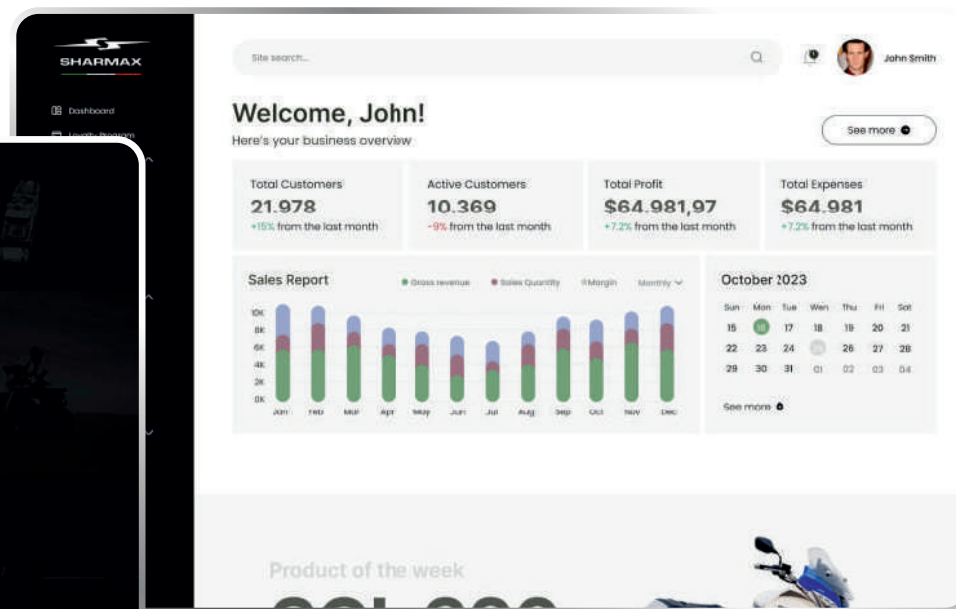 SHARMAX
Dashboard
Loyalty Program
Site search...
John Smith
Welcome, John!
Here's your business overview
See more
Total Customers
21.978
+15% from the last month
Active Customers
10.369
-9% from the last month
Total Profit
$64.981,97
+7.2% from the last month
Total Expenses
$64.981
+7.2% from the last month
Sales Report
Gross revenue Sales Quantity Margin Monthly
10K
8K
6K
4K
2K
0K
Jan Feb Mar Apr May Jun Jul Aug Sep Oct Nov Dec
October 2023
Sun Mon Tue Wen Thu Fri Sat
15 16 17 18 19 20 21
22 23 24 25 26 27 28
29 30 31 01 02 03 04
See more
Product of the week